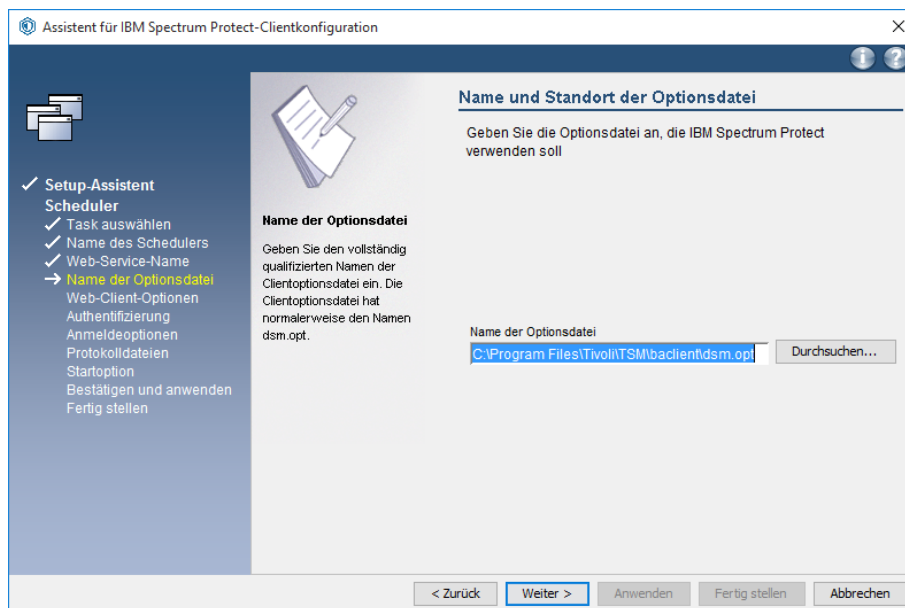 Assistent für IBM Spectrum Protect-Clientkonfiguration
Setup-Assistent
Scheduler
Task auswählen
Name des Schedulers
Web-Service-Name
Name der Optionsdatei
Web-Client-Optionen
Authentifizierung
Anmeldeoptionen
Protokolldateien
Startoption
Bestätigen und anwenden
Fertig stellen
Name der Optionsdatei
Geben Sie den vollständig
qualifizierten Namen der
Clientoptionsdatei ein. Die
Clientoptionsdatei hat
normalerweise den Namen
dsm.opt.
Name und Standort der Optionsdatei
Geben Sie die Optionsdatei an, die IBM Spectrum Protect
verwenden soll
Name der Optionsdatei
C:\Program Files\Tivoli\TSM\baclient\dsm.opt
Durchsuchen...
< Zurück
Weiter >
Anwenden
Fertig stellen
Abbrechen